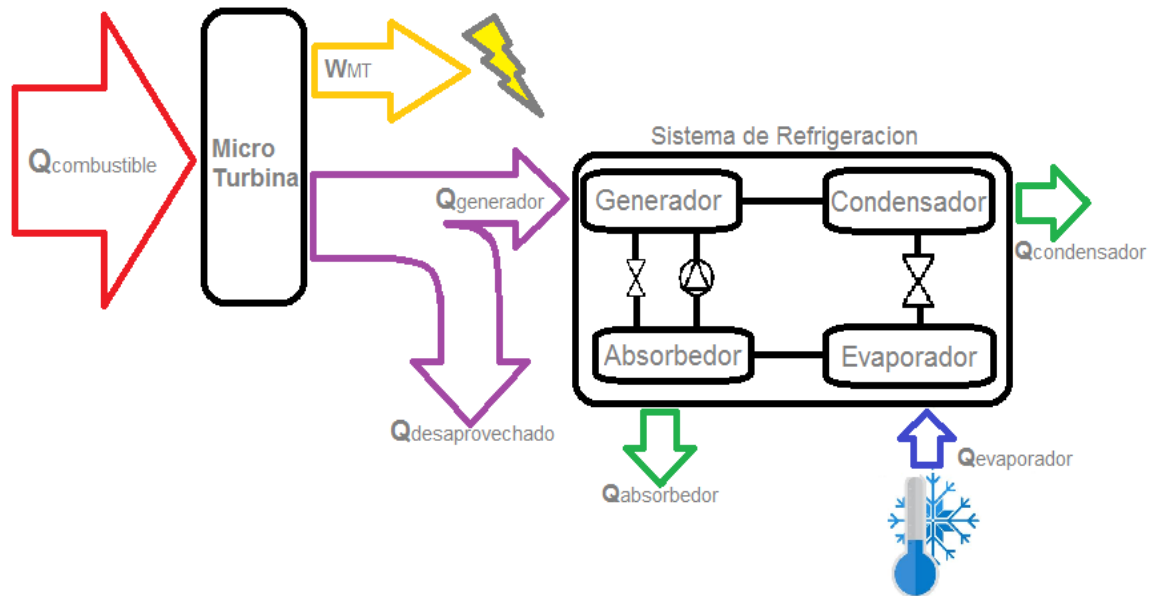 WMT
Sistema de Refrigeracion
Micro
Turbina
Qcombustible
Qgenerador
Generador
Condensador
Qcondensador
Absorbedor
Evaporador
Qdesaprovechado
Qevaporador
Qabsorbedor